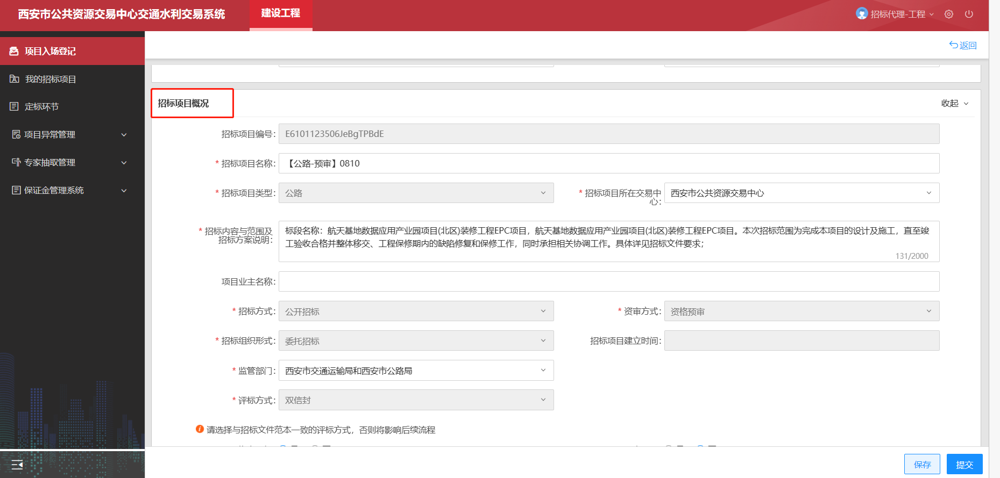 西安市公共资源交易中心交通水利交易系统
建设工程
招标代理-工程
项目入场登记
我的招标项目
定标环节
项目异常管理
专家抽取管理
保证金管理系统
返回
招标项目概况
收起
招标项目编号：
E6101123506JeBgTPBdE
* 招标项目名称：
【公路-预审】0810
* 招标项目类型：
公路
* 招标项目所在交易中
心：
西安市公共资源交易中心
* 招标内容与范围及
招标方案说明：
标段名称：航天基地数据应用产业园项目(北区)装修工程EPC项目，航天基地数据应用产业园项目(北区)装修工程EPC项目。本次招标范围为完成本项目的设计及施工，直至竣
工验收合格并整体移交、工程保修期内的缺陷修复和保修工作，同时承担相关协调工作。具体详见招标文件要求；
131/2000
项目业主名称：
* 招标方式：
公开招标
* 资审方式：
资格预审
* 招标组织形式：
委托招标
招标项目建立时间：
* 监管部门：
西安市交通运输局和西安市公路局
* 评标方式：
双信封
请选择与招标文件范本一致的评标方式，否则将影响后续流程
保存
提交